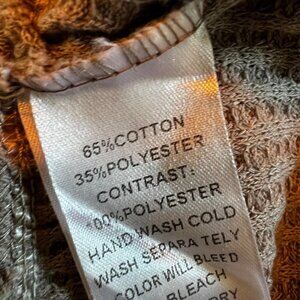 65%COTTON
35%POLYESTER
CONTRAST:
100%POLYESTER
HAND WASH COLD
WASH SEPARA TELY
COLOR WILL BLEED
BLEACH